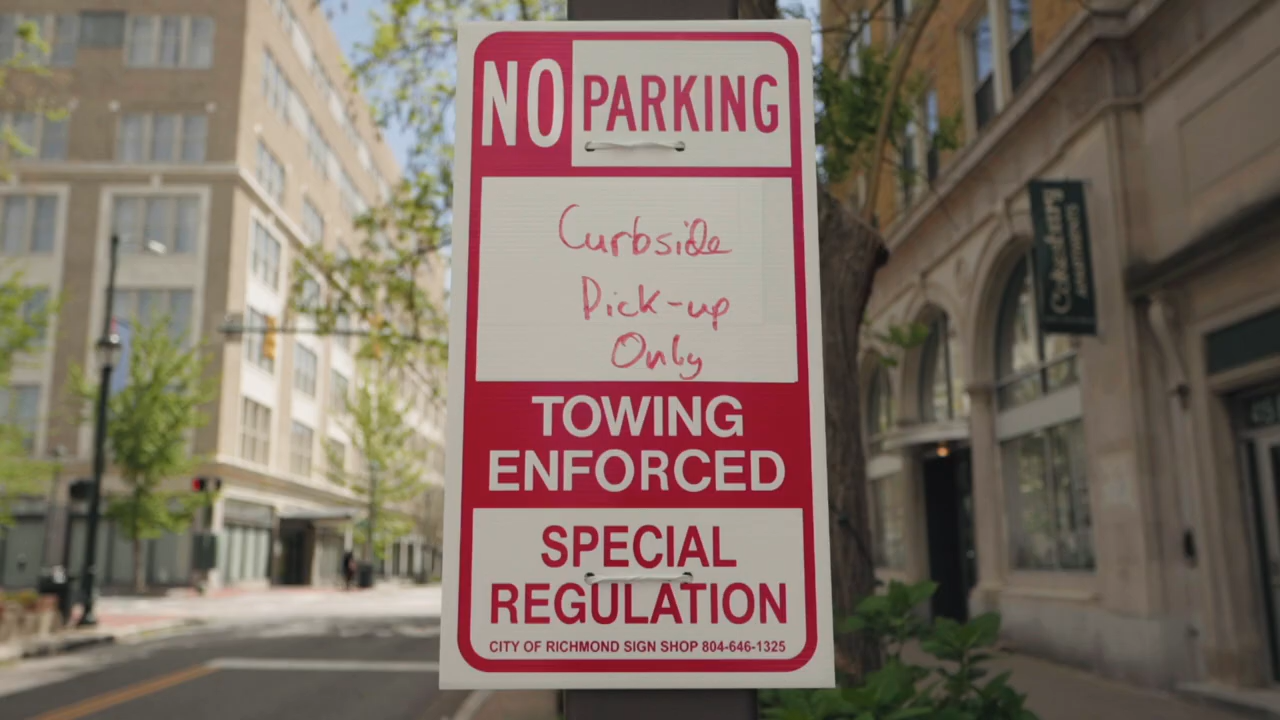 NO PARKING
Curbside
Pick-up
Only
TOWING
ENFORCED
SPECIAL
REGULATION
CITY OF RICHMOND SIGN SHOP 804-646-1325